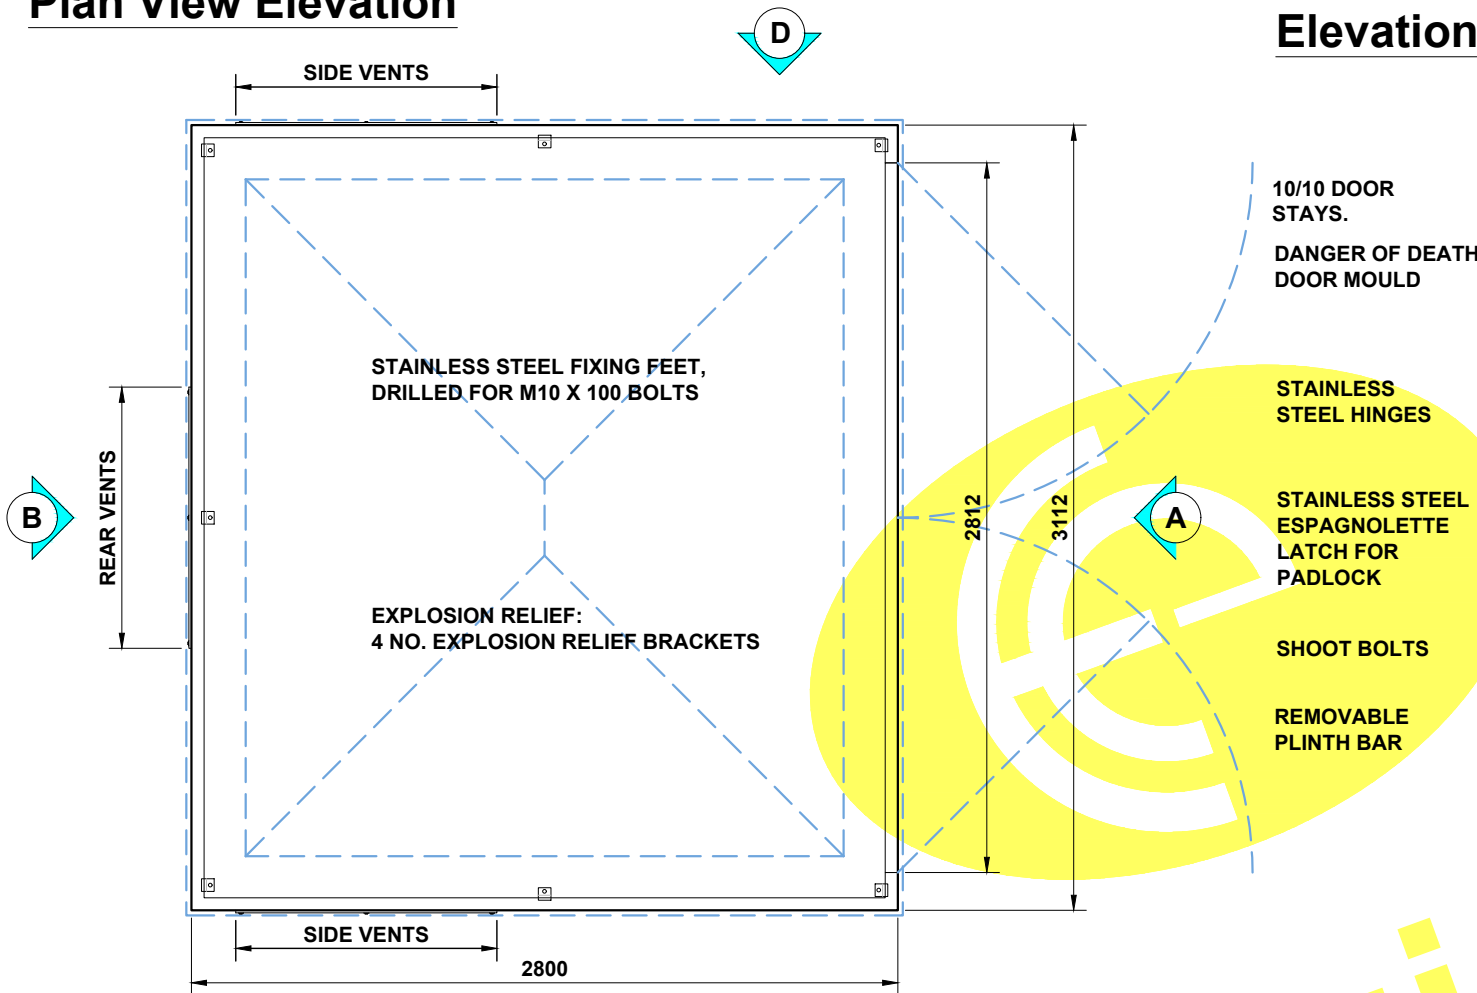 Plan View Elevation
Elevation
D
SIDE VENTS
10/10 DOOR
STAYS.
DANGER OF DEATH
DOOR MOULD
STAINLESS STEEL FIXING FEET,
DRILLED FOR M10 X 100 BOLTS
STAINLESS
STEEL HINGES
B
REAR VENTS
2812
3112
A
STAINLESS STEEL
ESPAGNOLETTE
LATCH FOR
PADLOCK
EXPLOSION RELIEF:
4 NO. EXPLOSION RELIEF BRACKETS
SHOOT BOLTS
REMOVABLE
PLINTH BAR
SIDE VENTS
2800